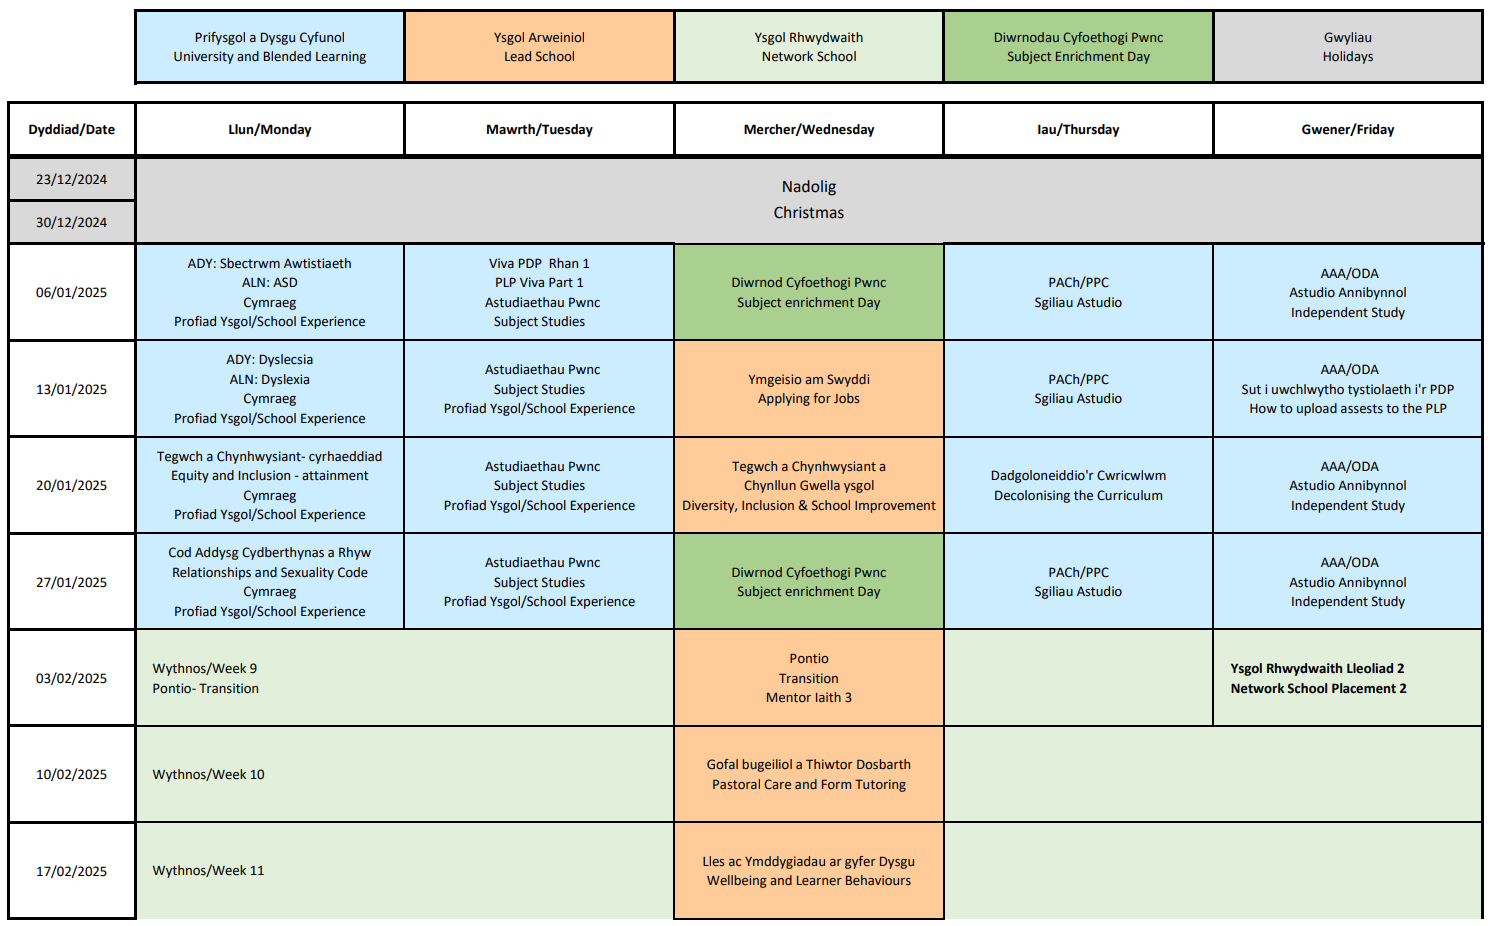 Prifysgol a Dysgu Cyfunol
University and Blended Learning
Ysgol Arweiniol
Lead School
Ysgol Rhwydwaith
Network School
Diwrnodau Cyfoethogi Pwnc
Subject Enrichment Day
Gwyliau
Holidays
Dyddiad/Date
Llun/Monday
Mawrth/Tuesday
Mercher/Wednesday
Iau/Thursday
Gwener/Friday
23/12/2024
30/12/2024
Nadolig
Christmas
06/01/2025
ADY: Sbectrwm Awtistiaeth
ALN: ASD
Cymraeg
Profiad Ysgol/School Experience
Viva PDP  Rhan 1
PLP Viva Part 1
Astudiaethau Pwnc
Subject Studies
Diwrnod Cyfoethogi Pwnc
Subject enrichment Day
PACh/PPC
Sgiliau Astudio
AAA/ODA
Astudio Annibynnol
Independent Study
13/01/2025
ADY: Dyslecsia
ALN: Dyslexia
Cymraeg
Profiad Ysgol/School Experience
Astudiaethau Pwnc
Subject Studies
Profiad Ysgol/School Experience
Ymgeisio am Swyddi
Applying for Jobs
PACh/PPC
Sgiliau Astudio
AAA/ODA
Sut i uwchlwytho tystiolaeth i'r PDP
How to upload assests to the PLP
20/01/2025
Tegwch a Chynhwysiant- cyrhaeddiad
Equity and Inclusion - attainment
Cymraeg
Profiad Ysgol/School Experience
Astudiaethau Pwnc
Subject Studies
Profiad Ysgol/School Experience
Tegwch a Chynhwysiant a
Chynllun Gwella ysgol
Diversity, Inclusion & School Improvement
Dadgoloneiddio'r Cwricwlwm
Decolonising the Curriculum
AAA/ODA
Astudio Annibynnol
Independent Study
27/01/2025
Cod Addysg Cydberthynas a Rhyw
Relationships and Sexuality Code
Cymraeg
Profiad Ysgol/School Experience
Astudiaethau Pwnc
Subject Studies
Profiad Ysgol/School Experience
Diwrnod Cyfoethogi Pwnc
Subject enrichment Day
PACh/PPC
Sgiliau Astudio
AAA/ODA
Astudio Annibynnol
Independent Study
03/02/2025
Wythnos/Week 9
Pontio- Transition
Pontio
Transition
Mentor Iaith 3
Ysgol Rhwydwaith Lleoliad 2
Network School Placement 2
10/02/2025
Wythnos/Week 10
Gofal bugeiliol a Thiwtor Dosbarth
Pastoral Care and Form Tutoring
17/02/2025
Wythnos/Week 11
Lles ac Ymddygiadau ar gyfer Dysgu
Wellbeing and Learner Behaviours